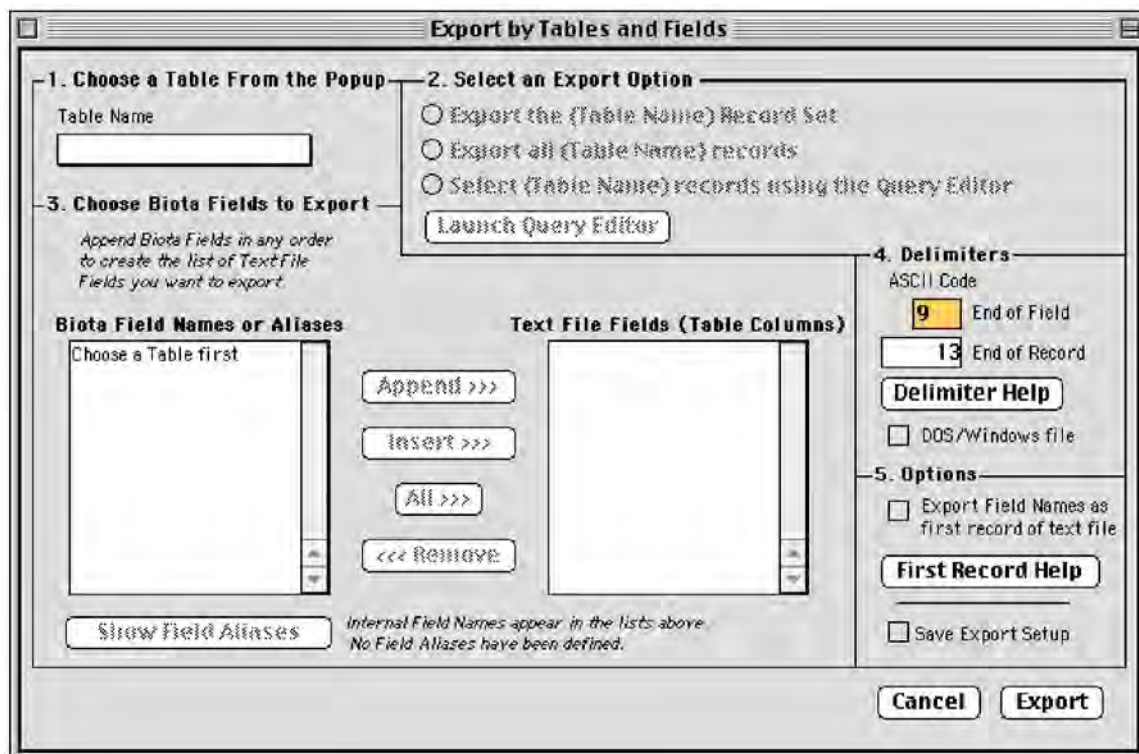 Export by Tables and Fields
1. Choose a Table From the Popup
Table Name
2. Select an Export Option
Export the (Table Name) Record Set
Export all (Table Name) records
Select (Table Name) records using the Query Editor
Launch Query Editor
3. Choose Biota Fields to Export
Append Biota Fields in any order
to create the list of Text File
Fields you want to export.
Biota Field Names or Aliases
Choose a Table first
Append >>>
Insert >>>
All >>>
<<< Remove
Text File Fields (Table Columns)
Show Field Aliases
Internal Field Names appear in the lists above.
No Field Aliases have been defined.
4. Delimiters
ASCII Code
9 End of Field
13 End of Record
Delimiter Help
DOS/Windows file
5. Options
Export Field Names as
first record of text file
First Record Help
Save Export Setup
Cancel
Export